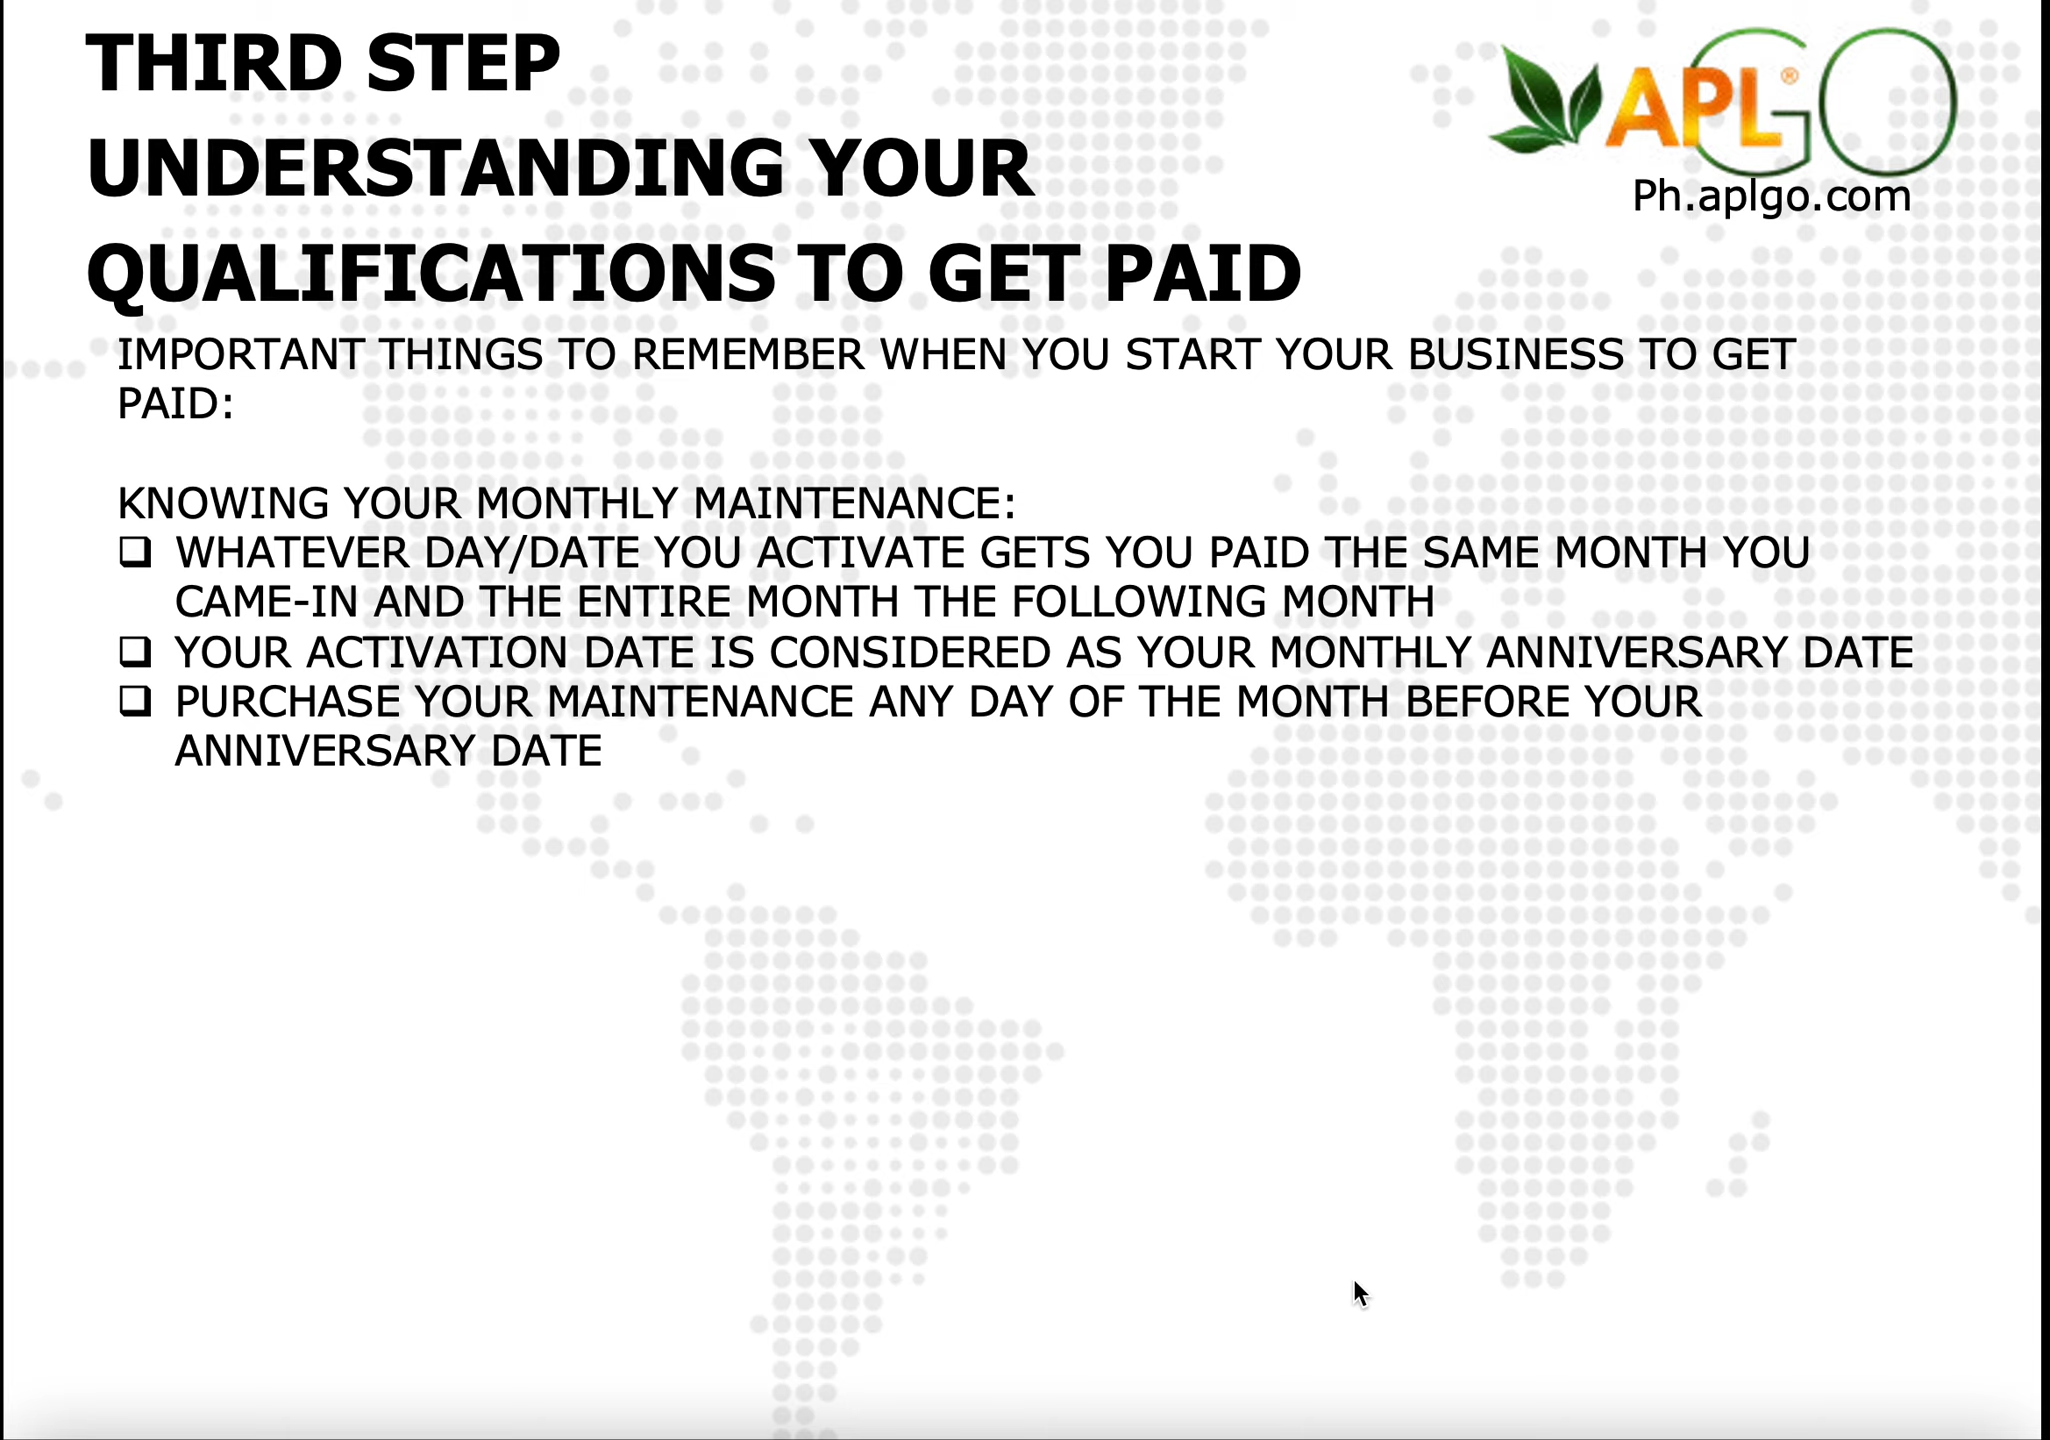 THIRD STEP
UNDERSTANDING YOUR
QUALIFICATIONS TO GET PAID
APL® GO
Ph.aplgo.com
IMPORTANT THINGS TO REMEMBER WHEN YOU START YOUR BUSINESS TO GET
PAID:
KNOWING YOUR MONTHLY MAINTENANCE:
❑ WHATEVER DAY/DATE YOU ACTIVATE GETS YOU PAID THE SAME MONTH YOU
CAME-IN AND THE ENTIRE MONTH THE FOLLOWING MONTH
❑ YOUR ACTIVATION DATE IS CONSIDERED AS YOUR MONTHLY ANNIVERSARY DATE
❑ PURCHASE YOUR MAINTENANCE ANY DAY OF THE MONTH BEFORE YOUR
ANNIVERSARY DATE